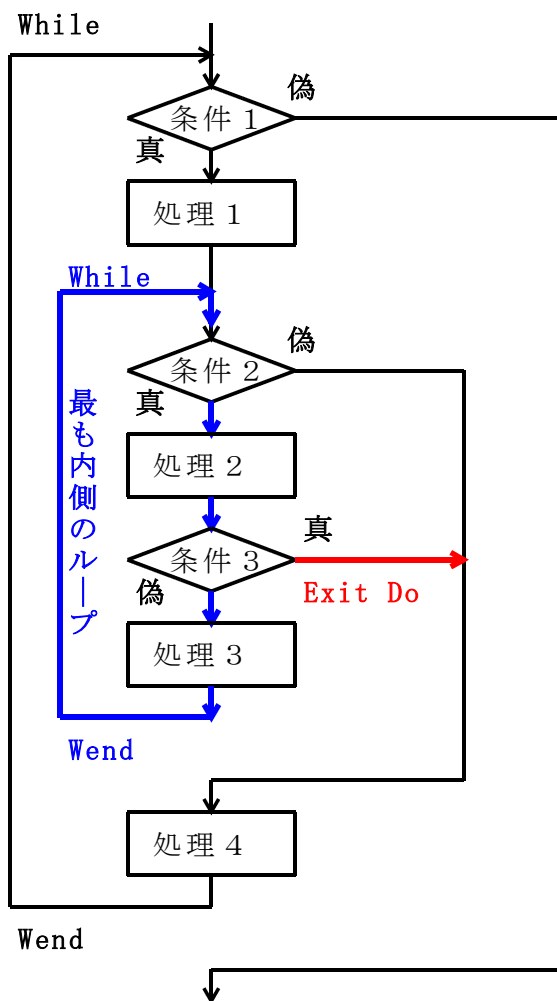 While
偽
条件1
真
処理1
While
偽
条件2
真
最も内側のループ
処理2
真
条件3
偽
Exit Do
処理3
Wend
処理4
Wend